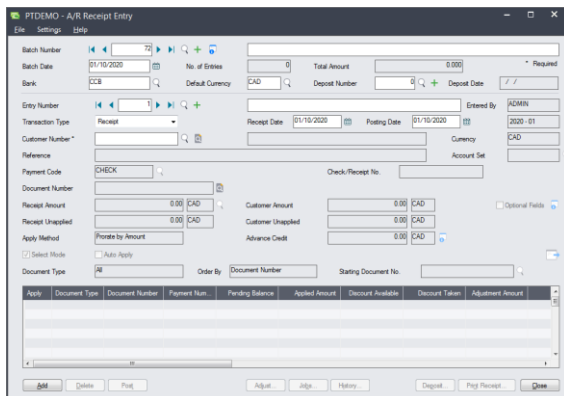 PTDEMO - A/R Receipt Entry
File Settings Help
Batch Number 72
Batch Date 01/10/2020 No. of Entries 0 Total Amount 0.000 * Required
Bank CCB Default Currency CAD Deposit Number 0 Deposit Date / /
Entry Number 1 Entered By ADMIN
Transaction Type Receipt Receipt Date 01/10/2020 Posting Date 01/10/2020 2020 - 01
Customer Number * Currency CAD
Reference Account Set
Payment Code CHECK Check/Receipt No.
Document Number
Receipt Amount 0.00 CAD Customer Amount 0.00 CAD Optional Fields
Receipt Unapplied 0.00 CAD Customer Unapplied 0.00 CAD
Apply Method Prorate by Amount Advance Credit 0.00 CAD
Select Mode Auto Apply
Document Type All Order By Document Number Starting Document No.
Apply Document Type Document Number Payment Num... Pending Balance Applied Amount Discount Available Discount Taken Adjustment Amount
Add Delete Post Adjust... Jobs... History... Deposit... Print Receipt... Close